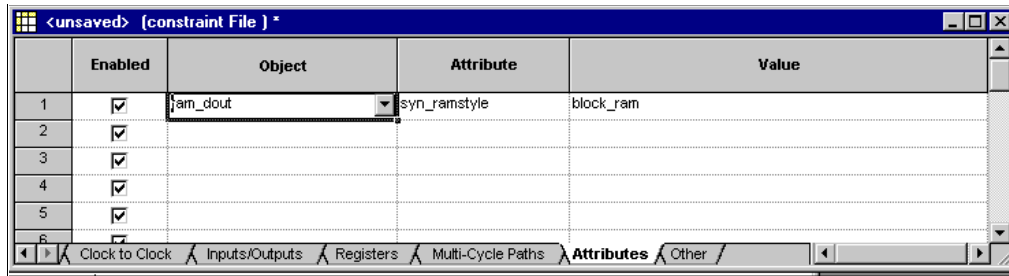 <unsaved> (constraint File ) *
Enabled Object Attribute Value
1 ram_dout syn_ramstyle block_ram
2
3
4
5
6
Clock to Clock Inputs/Outputs Registers Multi-Cycle Paths Attributes Other